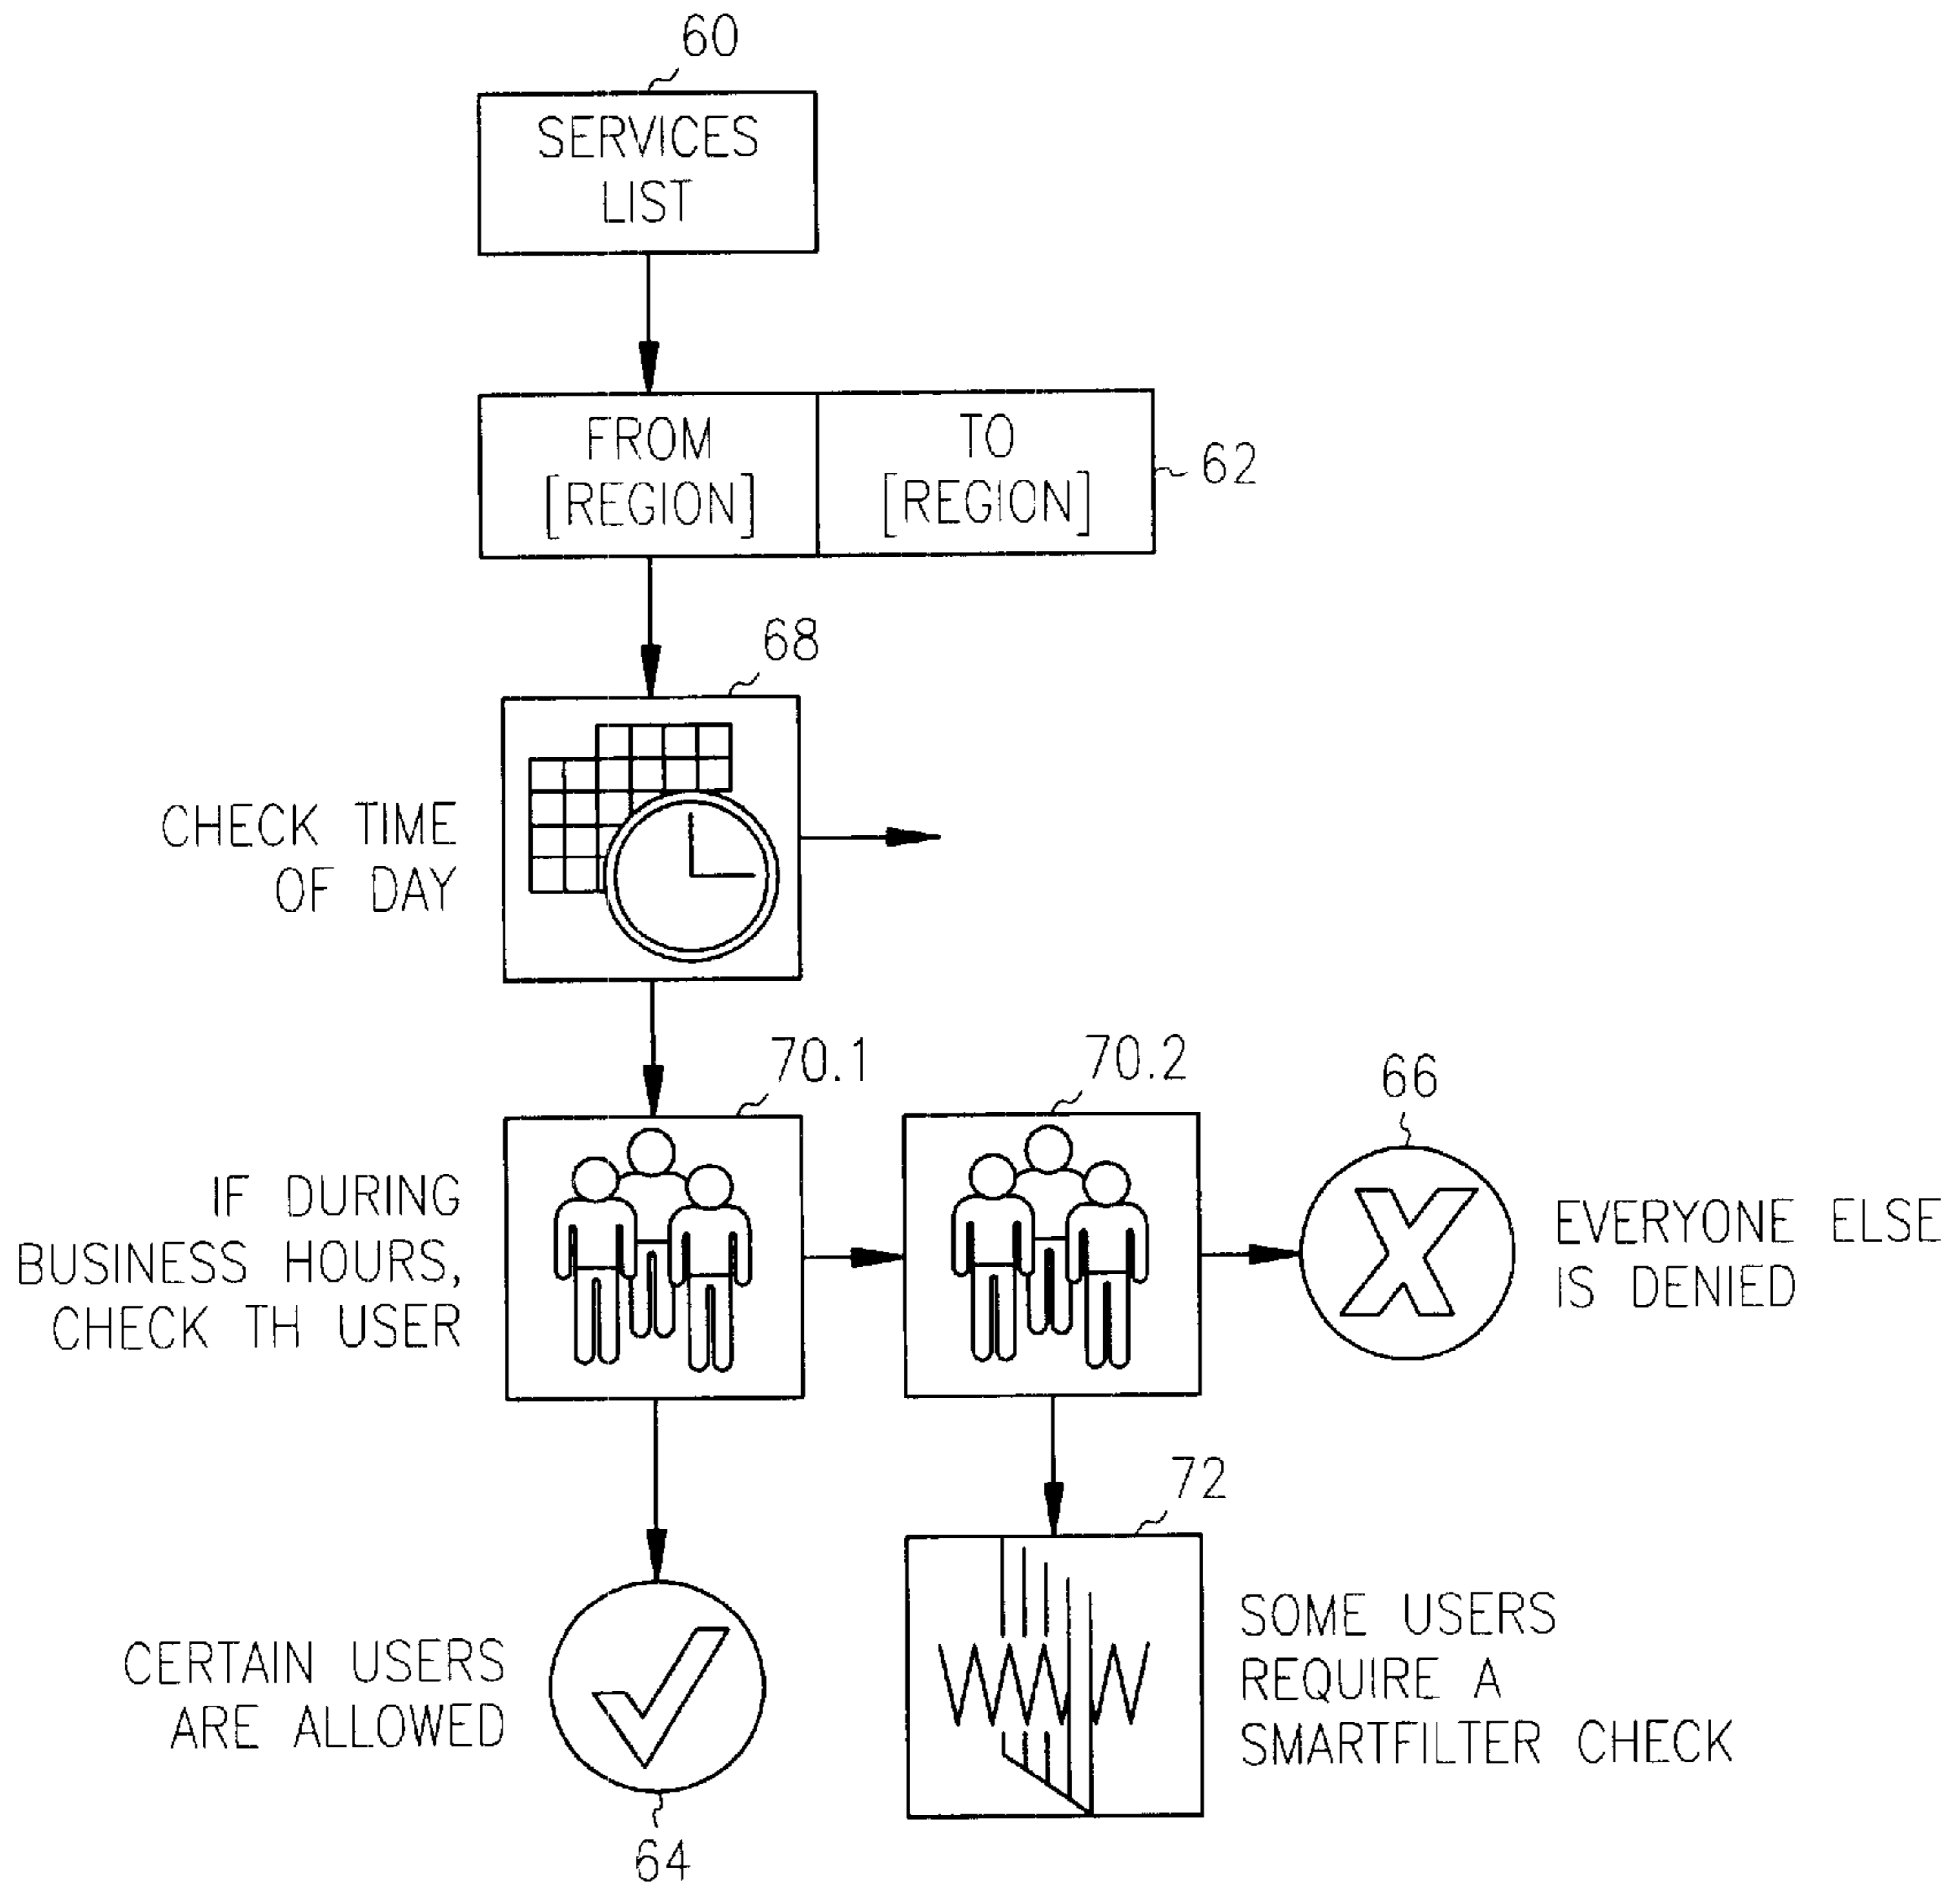 60
SERVICES
LIST
FROM
[REGION]
TO
[REGION]
62
68
CHECK TIME
OF DAY
70.1
70.2
66
IF DURING
BUSINESS HOURS,
CHECK TH USER
EVERYONE ELSE
IS DENIED
72
CERTAIN USERS
ARE ALLOWED
SOME USERS
REQUIRE A
SMARTFILTER CHECK
64